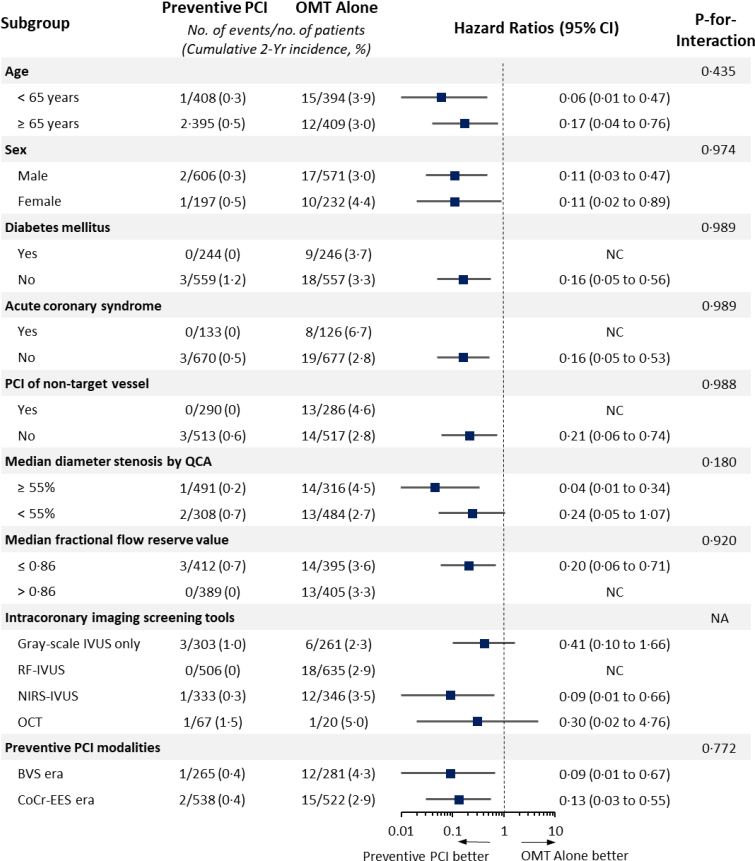 Subgroup Preventive PCI OMT Alone Hazard Ratios (95% CI) P-for-Interaction
No. of events/no. of patients
(Cumulative 2-Yr incidence, %)
Age 0·435
< 65 years 1/408 (0·3) 15/394 (3·9) 0·06 (0·01 to 0·47)
≥ 65 years 2·395 (0·5) 12/409 (3·0) 0·17 (0·04 to 0·76)
Sex 0·974
Male 2/606 (0·3) 17/571 (3·0) 0·11 (0·03 to 0·47)
Female 1/197 (0·5) 10/232 (4·4) 0·11 (0·02 to 0·89)
Diabetes mellitus 0·989
Yes 0/244 (0) 9/246 (3·7) NC
No 3/559 (1·2) 18/557 (3·3) 0·16 (0·05 to 0·56)
Acute coronary syndrome 0·989
Yes 0/133 (0) 8/126 (6·7) NC
No 3/670 (0·5) 19/677 (2·8) 0·16 (0·05 to 0·53)
PCI of non-target vessel 0·988
Yes 0/290 (0) 13/286 (4·6) NC
No 3/513 (0·6) 14/517 (2·8) 0·21 (0·06 to 0·74)
Median diameter stenosis by QCA 0·180
≥ 55% 1/491 (0·2) 14/316 (4·5) 0·04 (0·01 to 0·34)
< 55% 2/308 (0·7) 13/484 (2·7) 0·24 (0·05 to 1·07)
Median fractional flow reserve value 0·920
≤ 0·86 3/412 (0·7) 14/395 (3·6) 0·20 (0·06 to 0·71)
> 0·86 0/389 (0) 13/405 (3·3) NC
Intracoronary imaging screening tools NA
Gray-scale IVUS only 3/303 (1·0) 6/261 (2·3) 0·41 (0·10 to 1·66)
RF-IVUS 0/506 (0) 18/635 (2·9) NC
NIRS-IVUS 1/333 (0·3) 12/346 (3·5) 0·09 (0·01 to 0·66)
OCT 1/67 (1·5) 1/20 (5·0) 0·30 (0·02 to 4·76)
Preventive PCI modalities 0·772
BVS era 1/265 (0·4) 12/281 (4·3) 0·09 (0·01 to 0·67)
CoCr-EES era 2/538 (0·4) 15/522 (2·9) 0·13 (0·03 to 0·55)
0.01 0.1 1 10
Preventive PCI better OMT Alone better